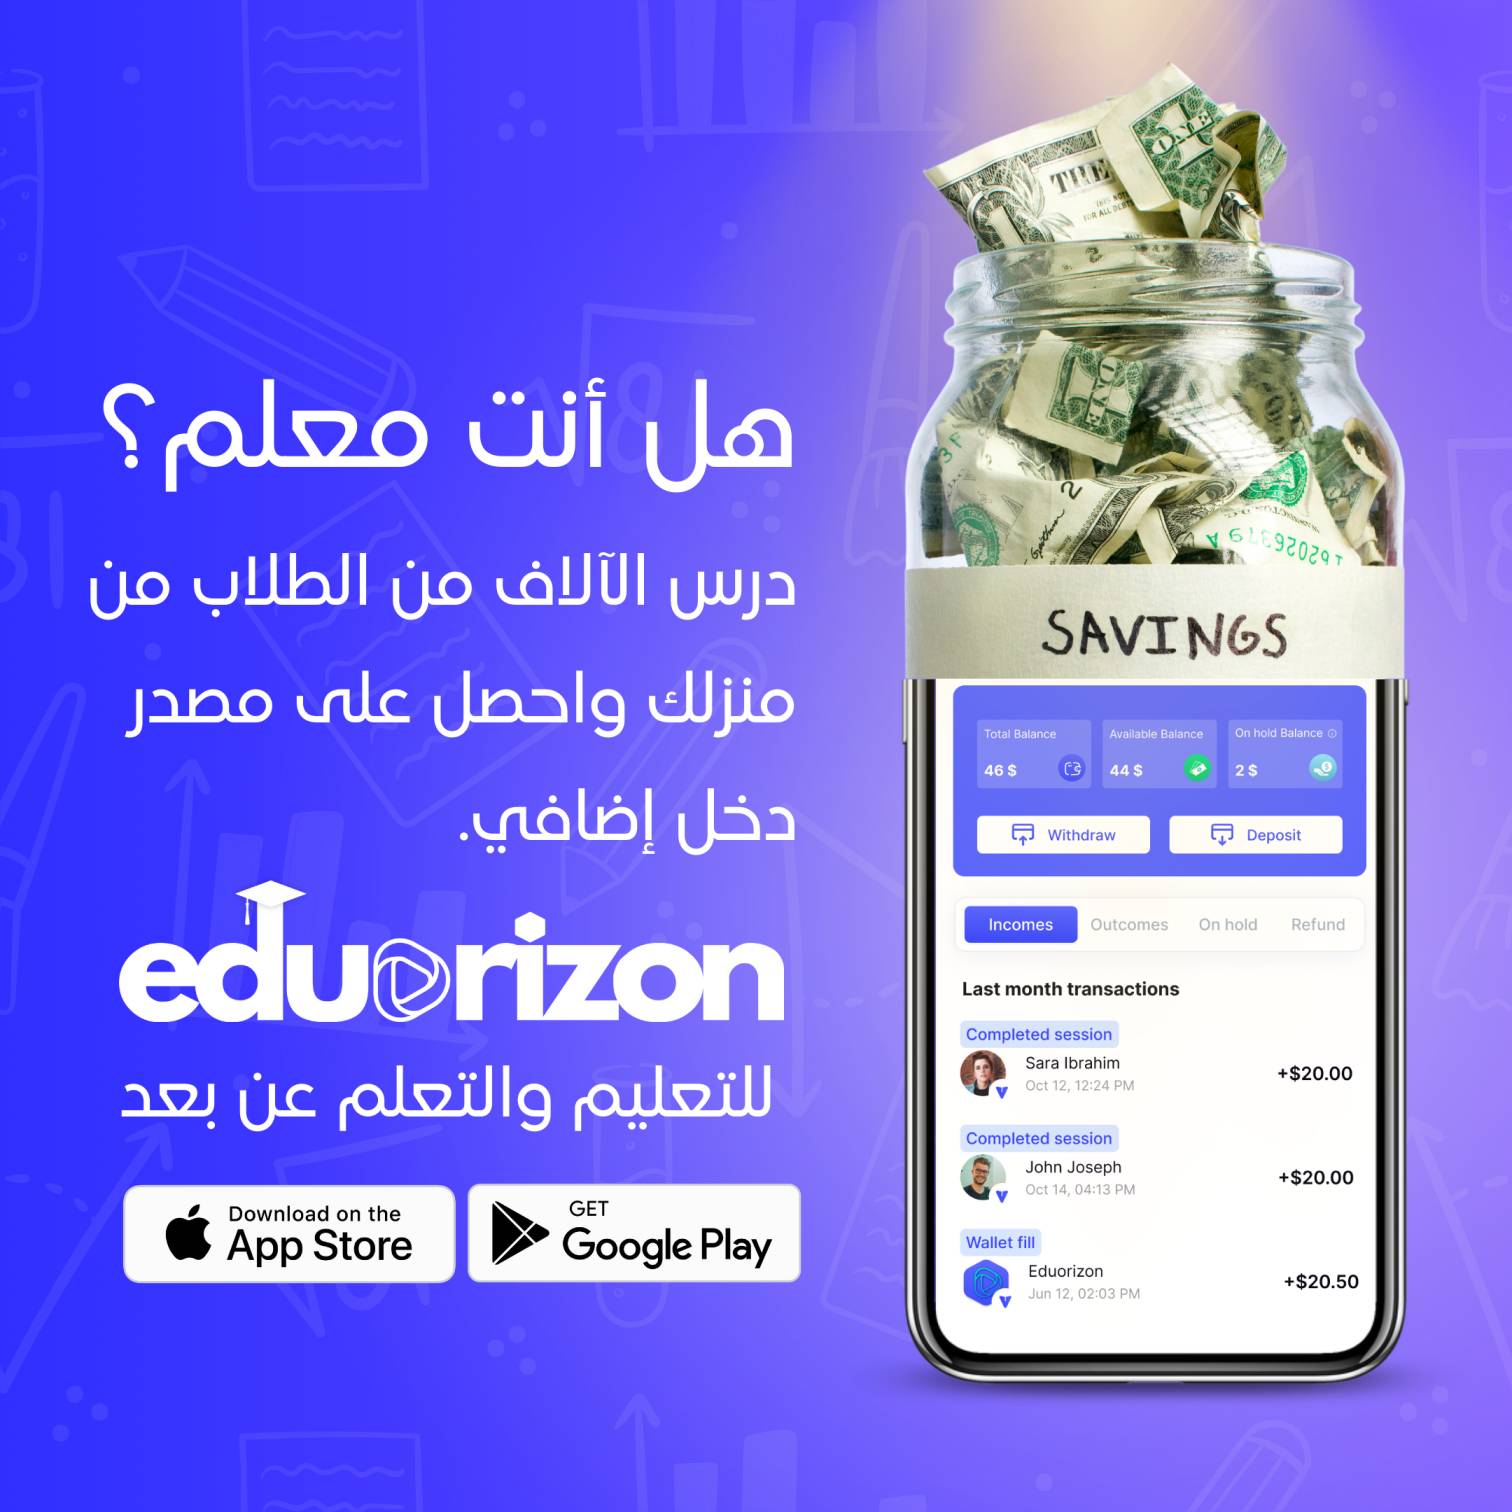 هل أنت معلم؟
درس الآلاف من الطلاب من
منزلك واحصل على مصدر
دخل إضافي.
eduorizon
للتعليم والتعلم عن بعد
Download on the
App Store
GET
Google Play
THE
ONE
ONE
SAVINGS
Total Balance
46 $
Available Balance
44 $
On hold Balance
2 $
Withdraw
Deposit
Incomes
Outcomes
On hold
Refund
Last month transactions
Completed session
Sara Ibrahim
Oct 12, 12:24 PM
+$20.00
Completed session
John Joseph
Oct 14, 04:13 PM
+$20.00
Wallet fill
Eduorizon
Jun 12, 02:03 PM
+$20.50